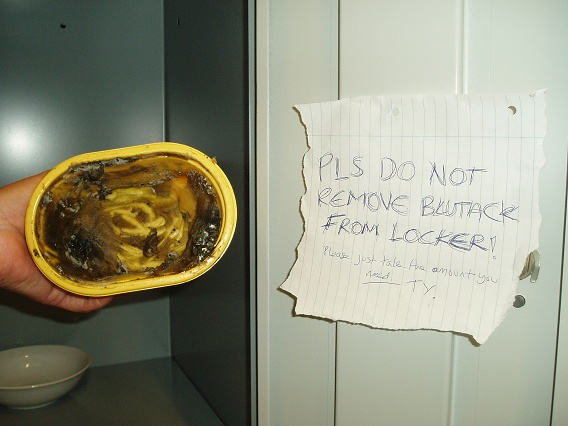 PLS DO NOT
REMOVE BLUTACK
FROM LOCKER!
Please just take the amount you
need TY!